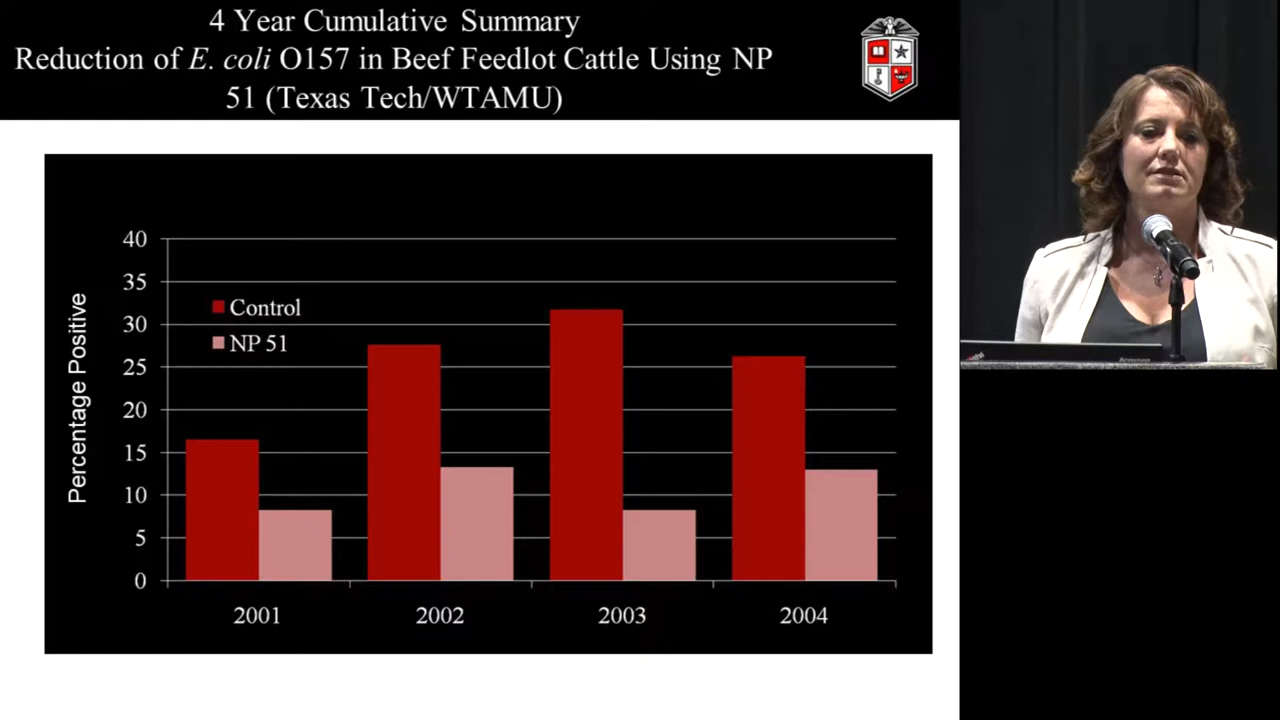 4 Year Cumulative Summary
Reduction of E. coli O157 in Beef Feedlot Cattle Using NP
51 (Texas Tech/WTAMU)
Percentage Positive
40
35
30
25
20
15
10
5
0
Control
NP 51
2001
2002
2003
2004
lenovo